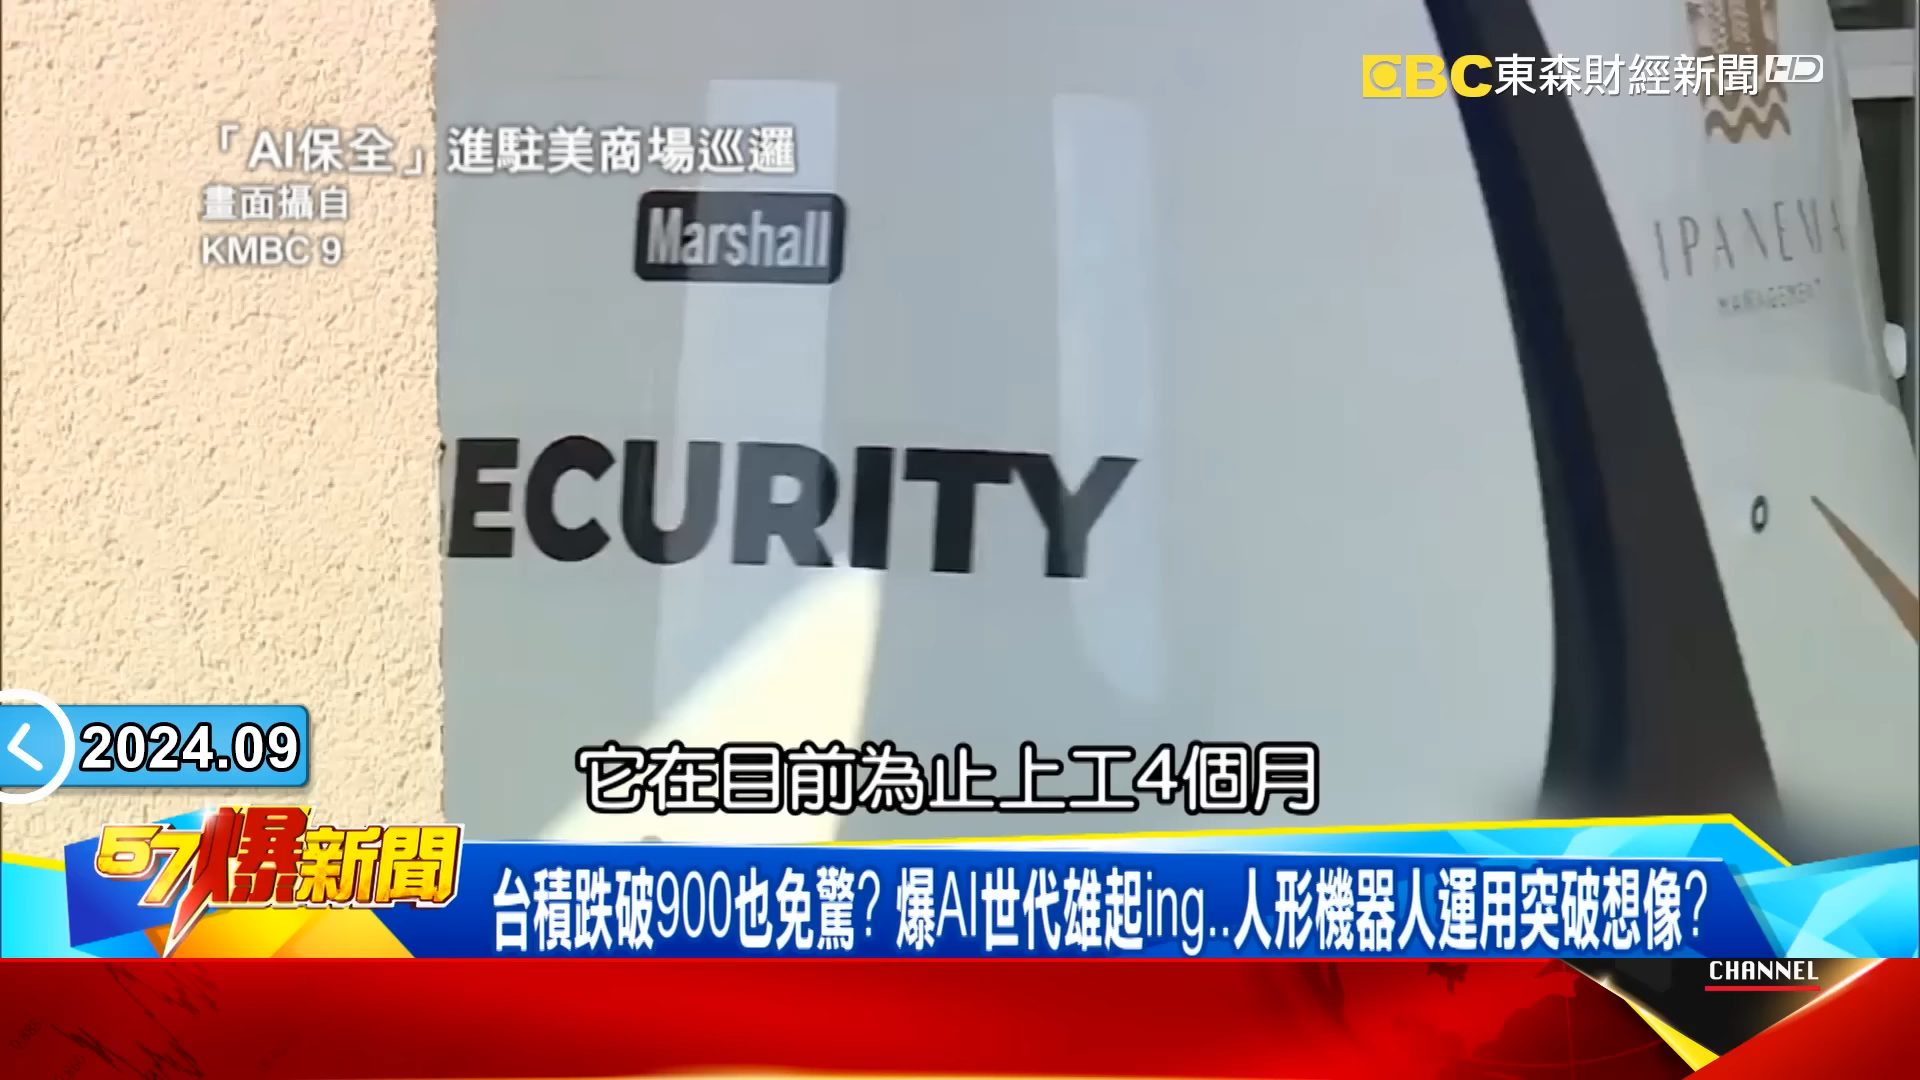 EBC東森財經新聞HD
「AI保全」進駐美商場巡邏
畫面攝自
KMBC 9
Marshall
IPANEMA
MANAGEMENT
ECURITY
2024.09
它在目前為止上工4個月
57爆新聞
台積跌破900也免驚? 爆AI世代雄起ing..人形機器人運用突破想像?
CHANNEL